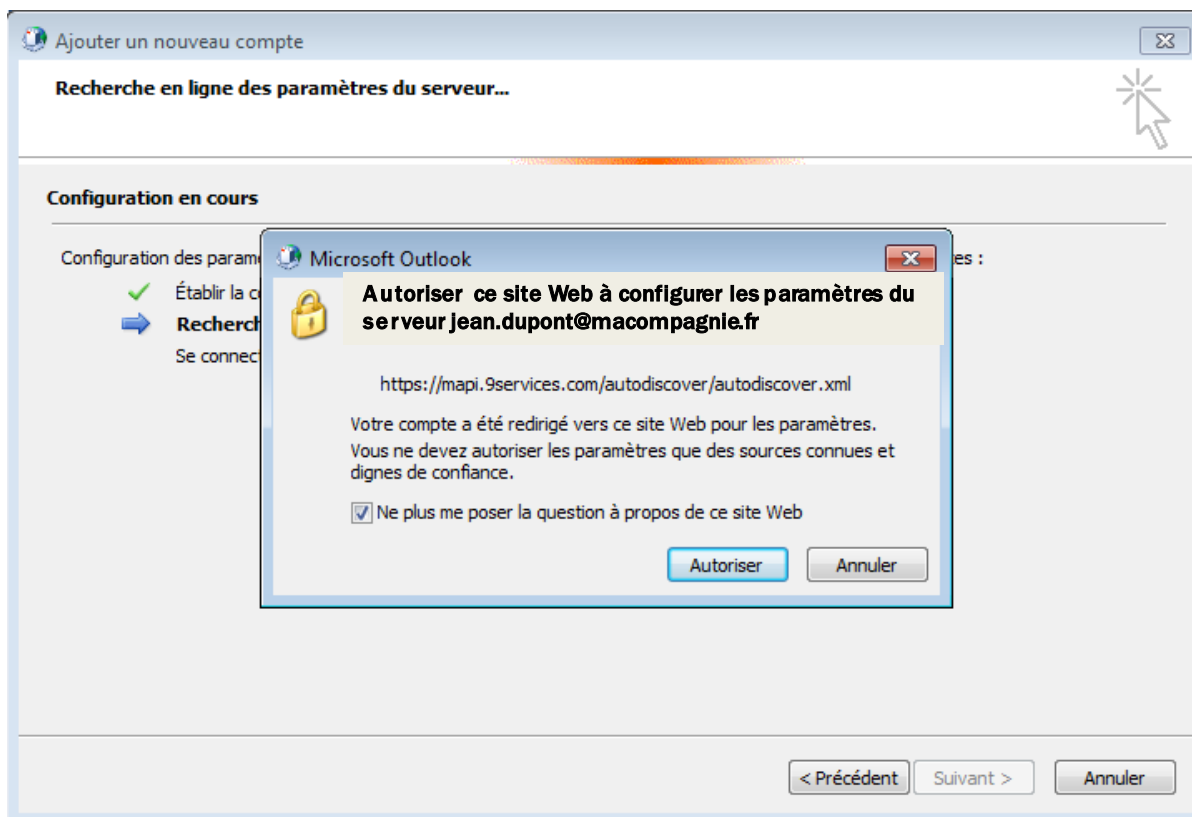 Ajouter un nouveau compte
Recherche en ligne des paramètres du serveur...
Configuration en cours
Configuration des es :
Établir la
Microsoft Outlook
Autoriser ce site Web à configurer les paramètres du
serveur jean.dupont@macompagnie.fr
https://mapi.9services.com/autodiscover/autodiscover.xml
Votre compte a été redirigé vers ce site Web pour les paramètres.
Vous ne devez autoriser les paramètres que des sources connues et
dignes de confiance.
Ne plus me poser la question à propos de ce site Web
Autoriser Annuler
< Précédent Suivant > Annuler